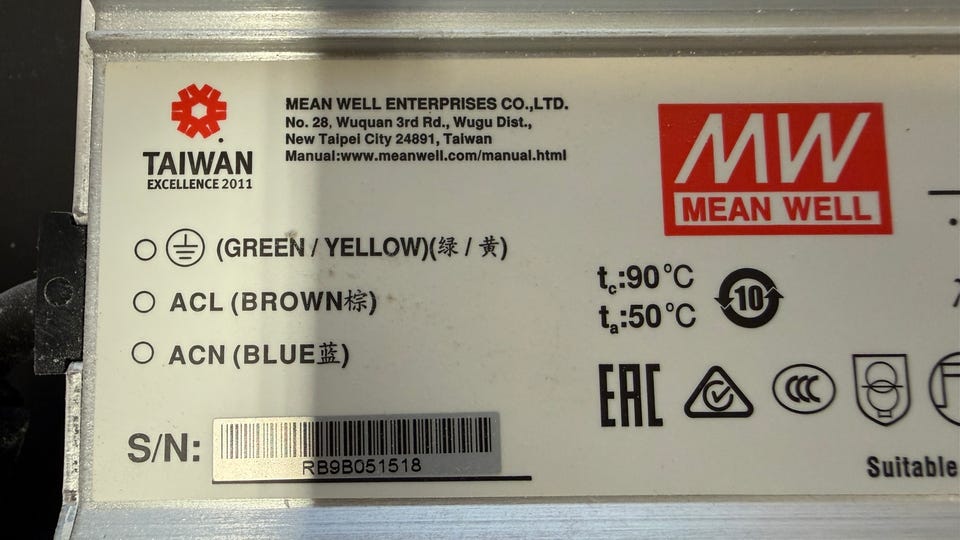 TAIWAN
EXCELLENCE 2011
MEAN WELL ENTERPRISES CO.,LTD.
No. 28, Wuquan 3rd Rd., Wugu Dist.,
New Taipei City 24891, Taiwan
Manual:www.meanwell.com/manual.html
MW
MEAN WELL
(GREEN / YELLOW)(绿 / 黄)
ACL (BROWN棕)
ACN (BLUE蓝)
tc:90°C
ta:50°C
10
EAC
CCC
S/N:
RB9B051518
Suitable